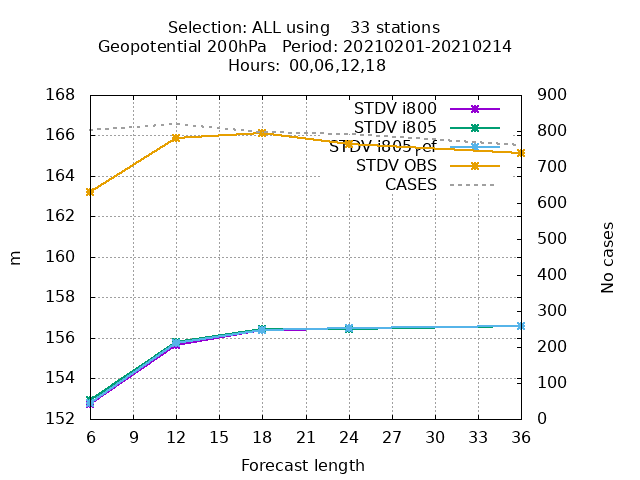 Selection: ALL using    33 stations
Geopotential 200hPa   Period: 20210201-20210214
Hours:  00,06,12,18
168
166
164
162
160
158
156
154
152
m
900
800
700
600
500
400
300
200
100
0
No cases
STDV i800
STDV i805
STDV i805_ref
STDV OBS
CASES
6 9 12 15 18 21 24 27 30 33 36
Forecast length